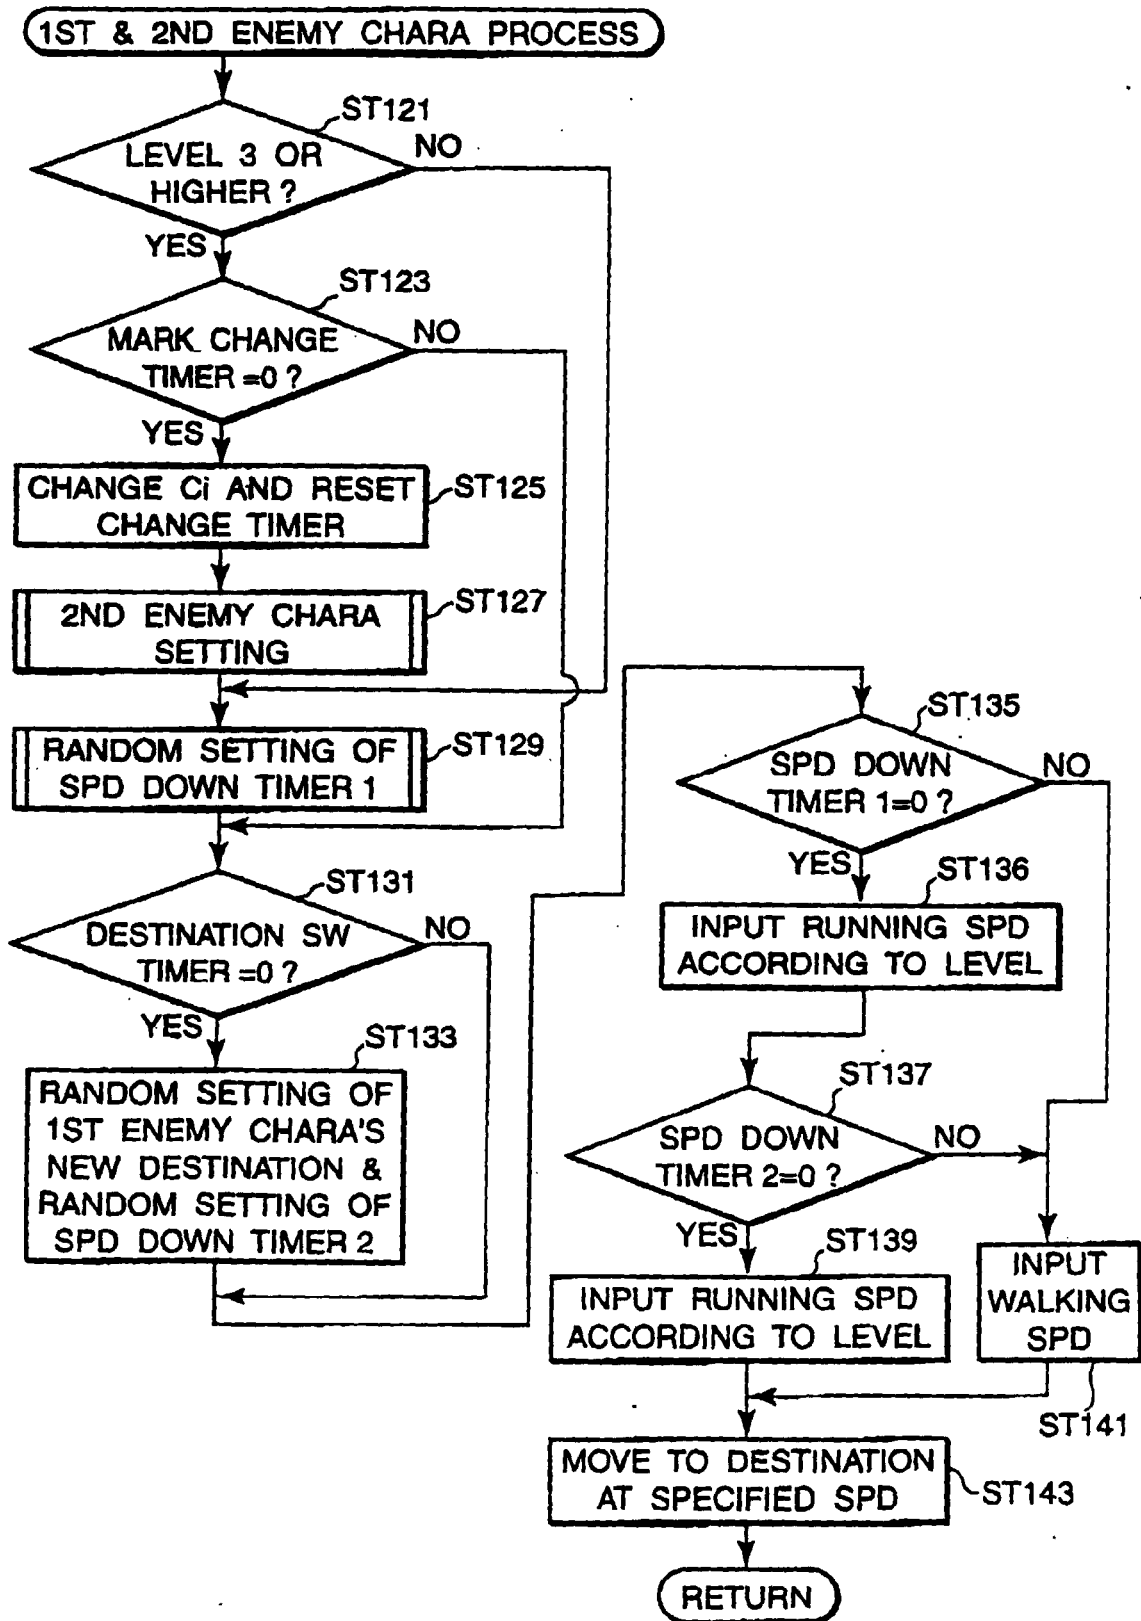 1ST & 2ND ENEMY CHARA PROCESS
ST121
LEVEL 3 OR
HIGHER ?
NO
YES
ST123
MARK CHANGE
TIMER =0 ?
NO
YES
CHANGE Ci AND RESET
CHANGE TIMER
ST125
2ND ENEMY CHARA
SETTING
ST127
RANDOM SETTING OF
SPD DOWN TIMER 1
ST129
ST131
DESTINATION SW
TIMER =0 ?
NO
YES
ST133
RANDOM SETTING OF
1ST ENEMY CHARA'S
NEW DESTINATION &
RANDOM SETTING OF
SPD DOWN TIMER 2
ST135
SPD DOWN
TIMER 1=0 ?
NO
YES
ST136
INPUT RUNNING SPD
ACCORDING TO LEVEL
ST137
SPD DOWN
TIMER 2=0 ?
NO
YES
ST139
INPUT RUNNING SPD
ACCORDING TO LEVEL
INPUT
WALKING
SPD
ST141
MOVE TO DESTINATION
AT SPECIFIED SPD
ST143
RETURN